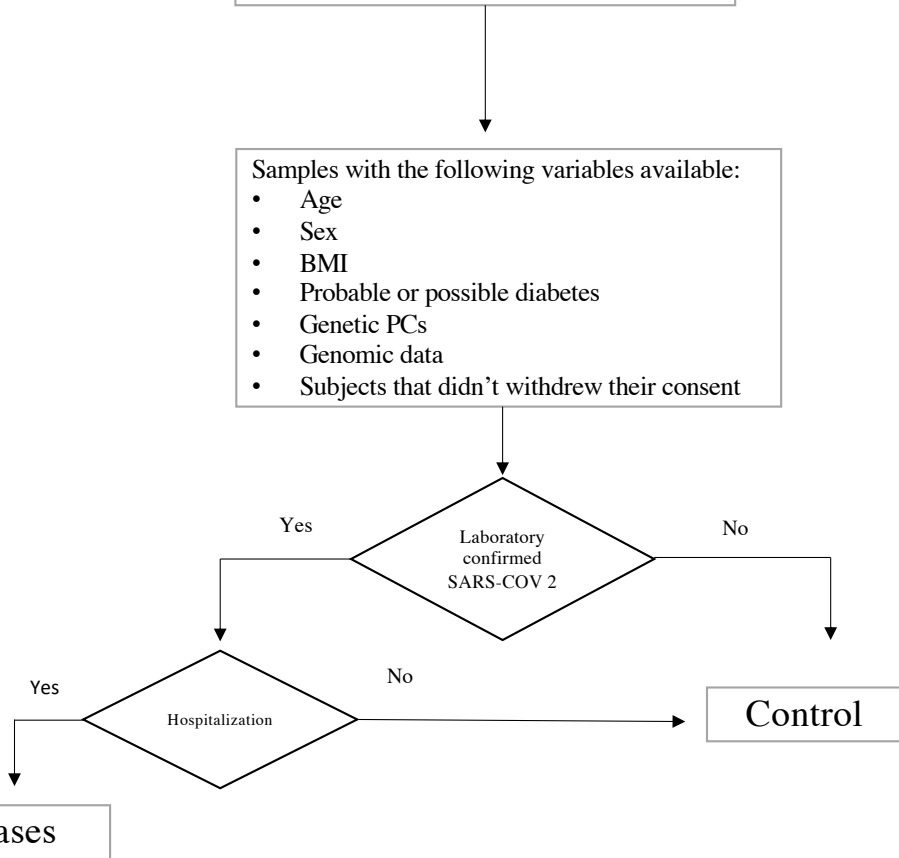 Samples with the following variables available:
• Age
• Sex
• BMI
• Probable or possible diabetes
• Genetic PCs
• Genomic data
• Subjects that didn’t withdrew their consent
Yes
No
Laboratory
confirmed
SARS-COV 2
Yes
No
Hospitalization
Control
ases